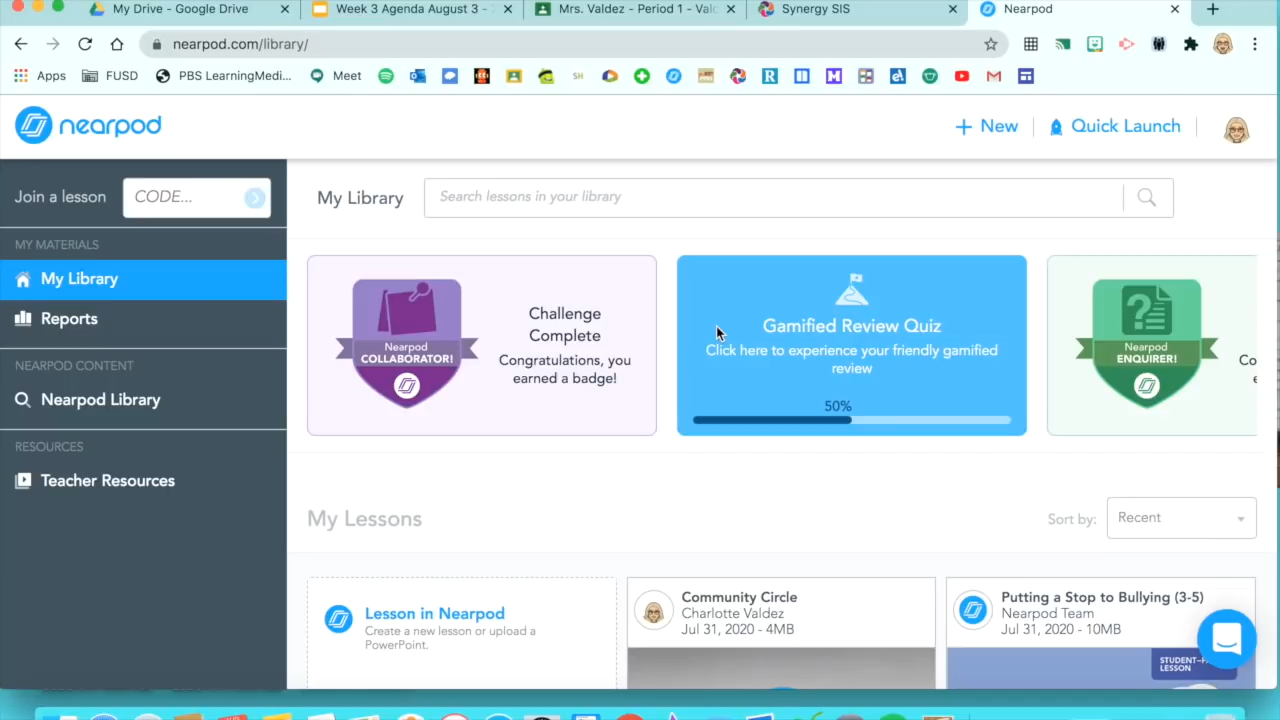 My Drive - Google Drive
Week 3 Agenda August 3 -
Mrs. Valdez - Period 1 - Val
Synergy SIS
Nearpod
nearpod.com/library/
Apps
FUSD
PBS LearningMedi...
Meet
SH
nearpod
+ New
Quick Launch
Join a lesson
CODE...
MY MATERIALS
My Library
Reports
NEARPOD CONTENT
Nearpod Library
RESOURCES
Teacher Resources
My Library
Search lessons in your library
Nearpod
COLLABORATOR!
Challenge
Complete
Congratulations, you
earned a badge!
Gamified Review Quiz
Click here to experience your friendly gamified
review
50%
Nearpod
ENQUIRER!
Co
e
My Lessons
Sort by:
Recent
Lesson in Nearpod
Create a new lesson or upload a
PowerPoint.
Community Circle
Charlotte Valdez
Jul 31, 2020 - 4MB
Putting a Stop to Bullying (3-5)
Nearpod Team
Jul 31, 2020 - 10MB
STUDENT-PA
LESSON